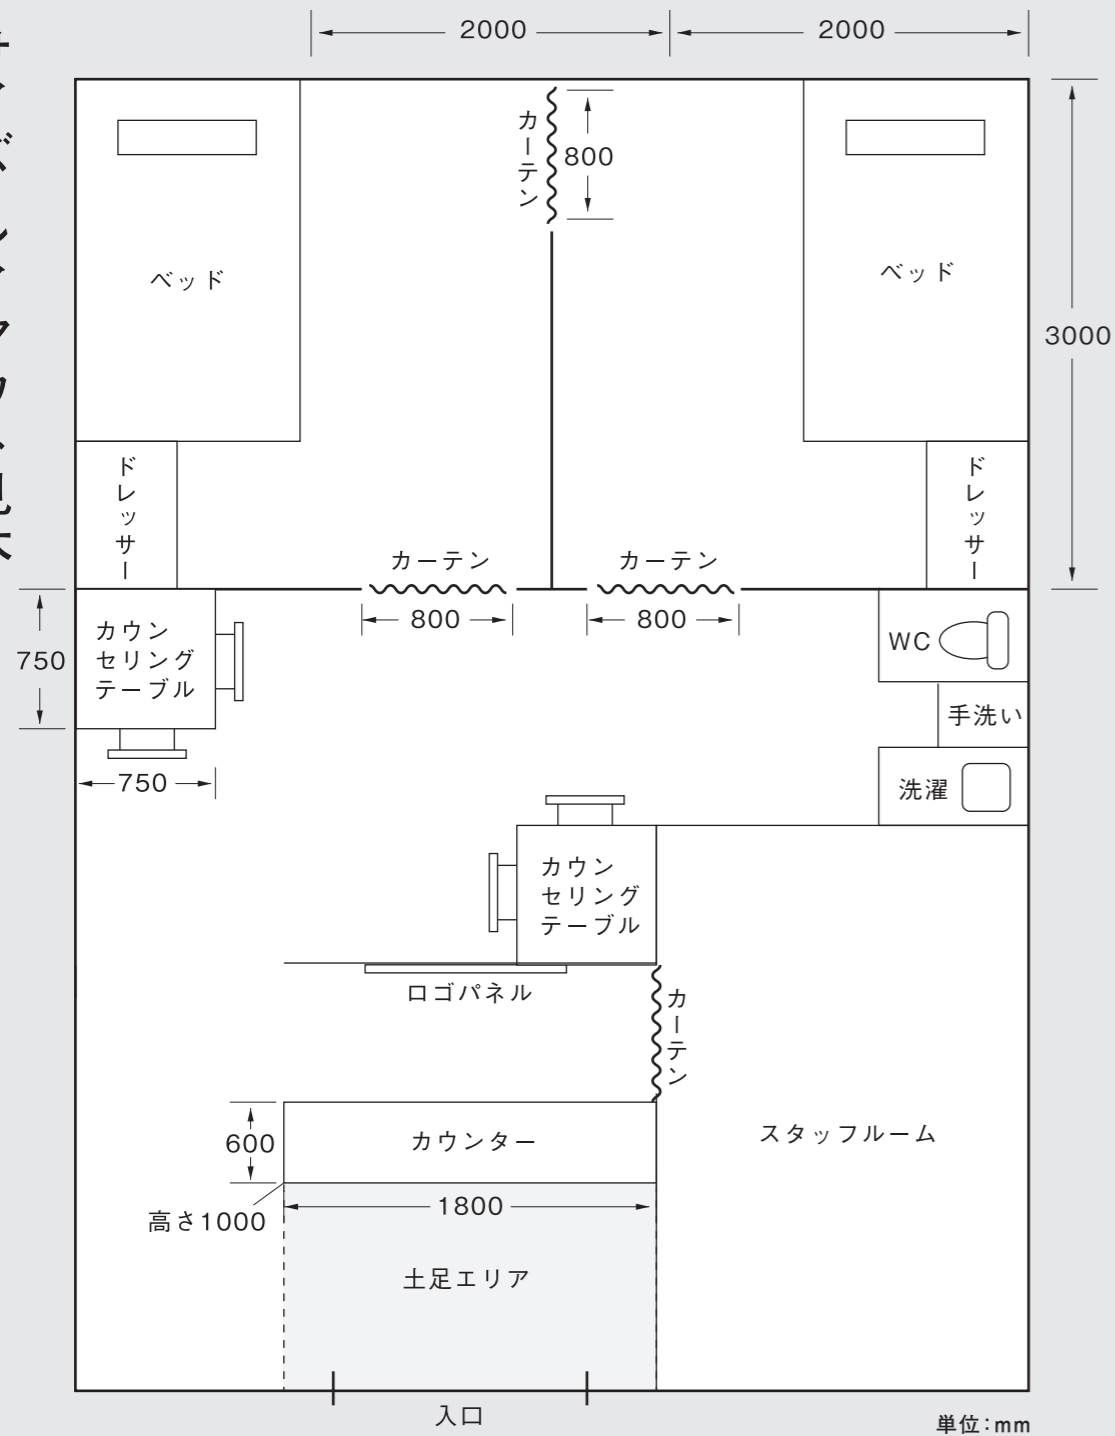 2000
2000
カーテン
800
ベッド
ベッド
3000
ドレッサー
ドレッサー
カーテン
カーテン
800
800
750
カウン
セリング
テーブル
WC
手洗い
750
洗濯
カウン
セリング
テーブル
ロゴパネル
カーテン
スタッフルーム
カウンター
600
1800
高さ1000
土足エリア
入口
単位：mm